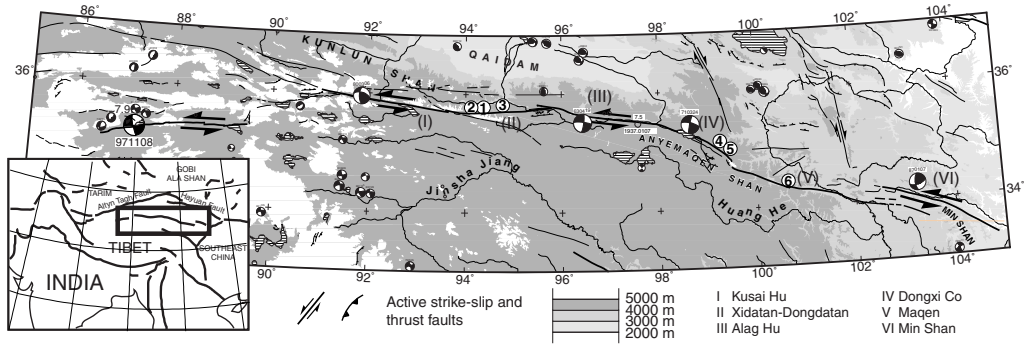 86°
88°
90°
92°
94°
96°
98°
100°
102°
104°
36°
36°
34°
KUNLUN SHAN
QAIDAM
7.9
971108
(I)
2 1 3
(II)
(III)
7.5
1937.0107
(IV)
4
5
ANYEMAQEN SHAN
6
(V)
(VI)
MIN SHAN
Jinsha Jiang
Huang He
90°
92°
94°
96°
98°
100°
102°
104°
34°
TARIM
GOBI
ALA SHAN
Altyn Tagh Fault
Hayuan Fault
TIBET
SOUTHEAST
CHINA
INDIA
Active strike-slip and
thrust faults
5000 m
4000 m
3000 m
2000 m
I Kusai Hu
II Xidatan-Dongdatan
III Alag Hu
IV Dongxi Co
V Maqen
VI Min Shan